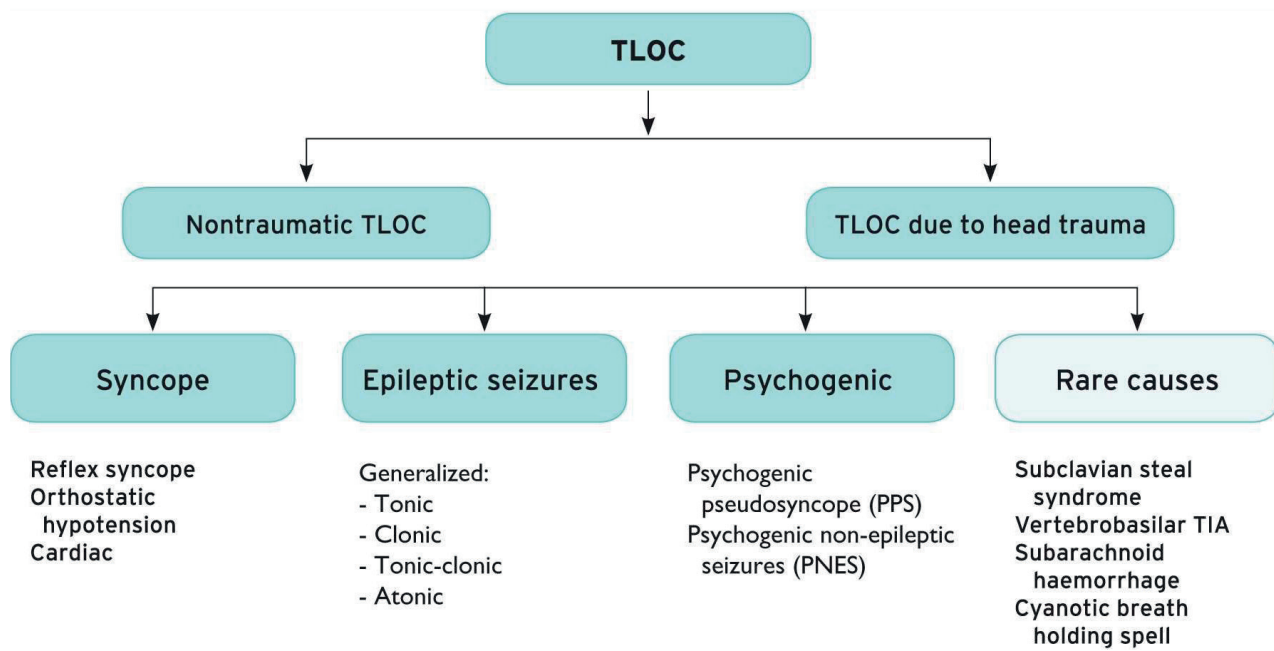 TLOC
Nontraumatic TLOC
TLOC due to head trauma
Syncope
Epileptic seizures
Psychogenic
Rare causes
Reflex syncope
Orthostatic
hypotension
Cardiac
Generalized:
- Tonic
- Clonic
- Tonic-clonic
- Atonic
Psychogenic
pseudosyncope (PPS)
Psychogenic non-epileptic
seizures (PNES)
Subclavian steal
syndrome
Vertebrobasilar TIA
Subarachnoid
haemorrhage
Cyanotic breath
holding spell